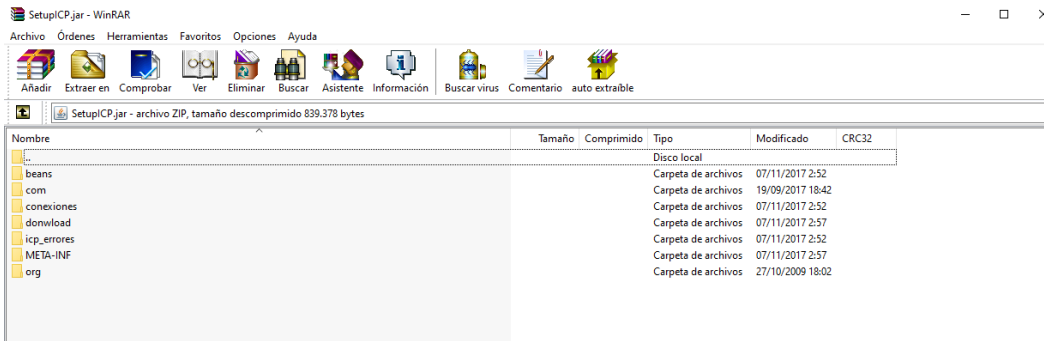 SetupICP.jar - WinRAR
Archivo Órdenes Herramientas Favoritos Opciones Ayuda
Añadir Extraer en Comprobar Ver Eliminar Buscar Asistente Información Buscar virus Comentario auto extraíble
SetupICP.jar - archivo ZIP, tamaño descomprimido 839.378 bytes
Nombre Tamaño Comprimido Tipo Modificado CRC32
.. Disco local
beans Carpeta de archivos 07/11/2017 2:52
com Carpeta de archivos 19/09/2017 18:42
conexiones Carpeta de archivos 07/11/2017 2:52
donwload Carpeta de archivos 07/11/2017 2:57
icp_errores Carpeta de archivos 07/11/2017 2:52
META-INF Carpeta de archivos 07/11/2017 2:57
org Carpeta de archivos 27/10/2009 18:02